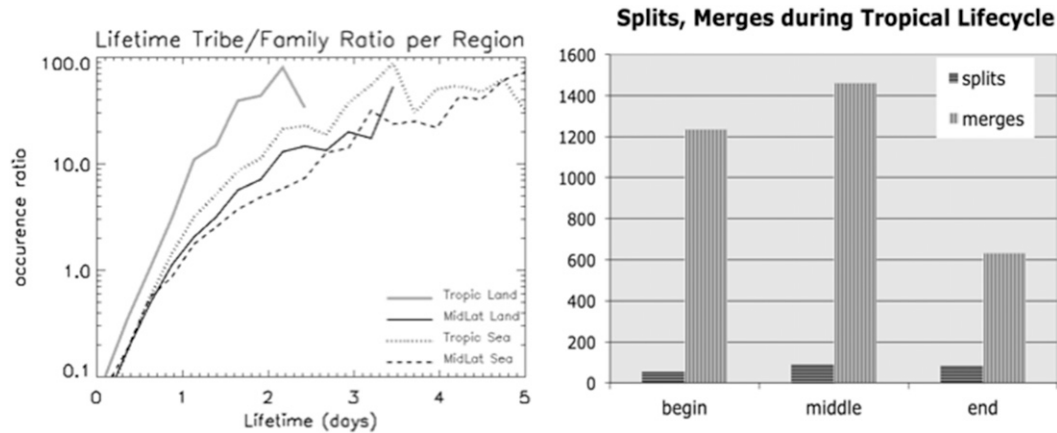 Lifetime Tribe/Family Ratio per Region
100.0
10.0
1.0
0.1
occurence ratio
0
1
2
3
4
5
Lifetime (days)
Tropic Land
MidLat Land
Tropic Sea
MidLat Sea
Splits, Merges during Tropical Lifecycle
1600
1400
1200
1000
800
600
400
200
0
splits
merges
begin
middle
end